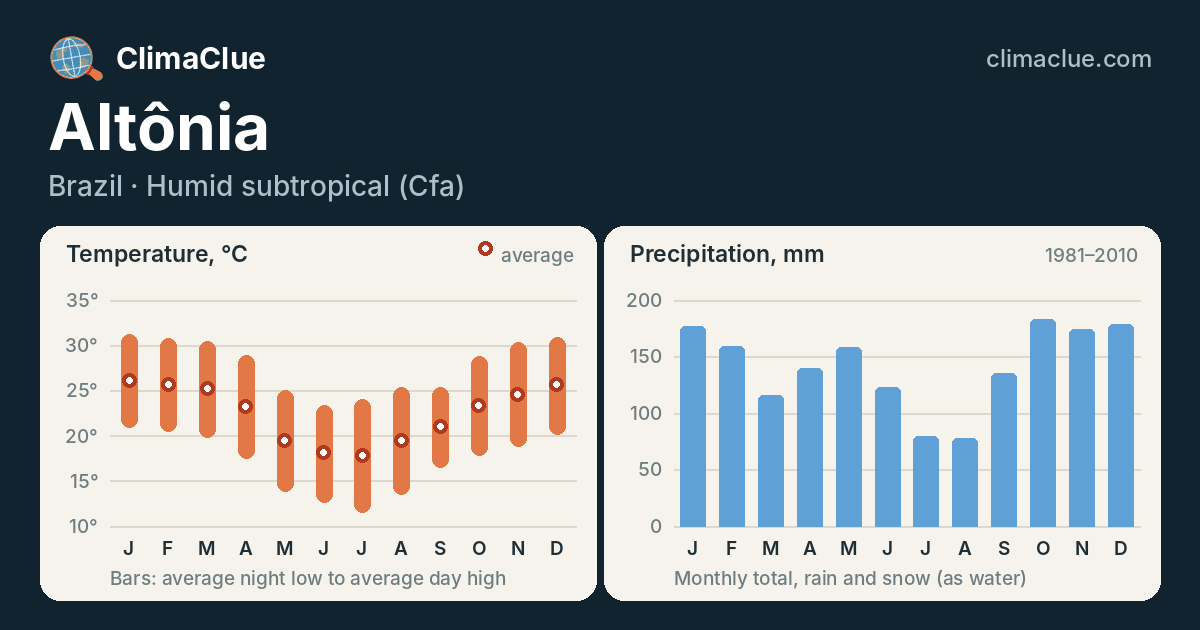 ClimaClue
climaclue.com
Altônia
Brazil · Humid subtropical (Cfa)
Temperature, °C
average
35°
30°
25°
20°
15°
10°
J F M A M J J A S O N D
Bars: average night low to average day high
Precipitation, mm
1981–2010
200
150
100
50
0
J F M A M J J A S O N D
Monthly total, rain and snow (as water)